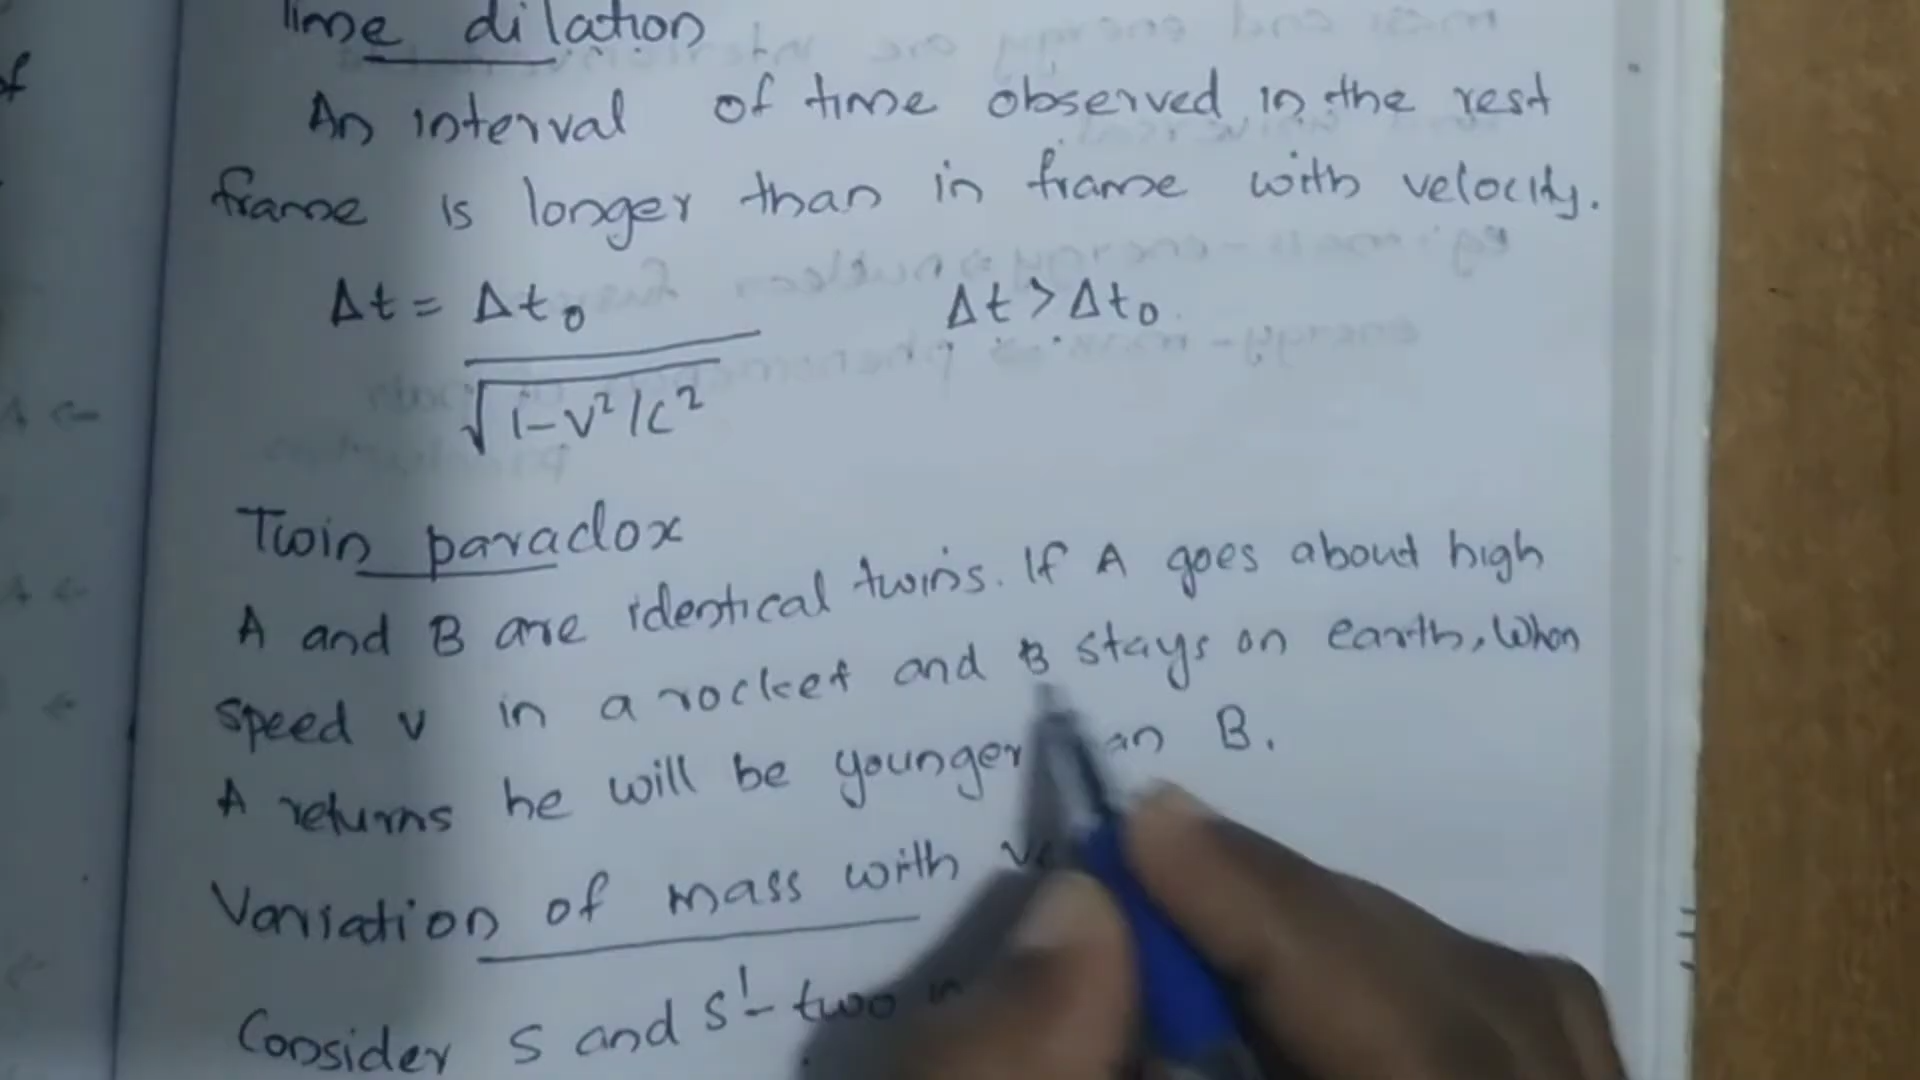 Time dilation
An interval of time observed in the rest
frame is longer than in frame with velocity.
Δt = Δt₀ / √1-v²/c²     Δt > Δt₀
Twin paradox
A and B are identical twins. If A goes about high
speed v in a rocket and B stays on earth, When
A returns he will be younger B.
Variation of mass with
Consider S and S' - two